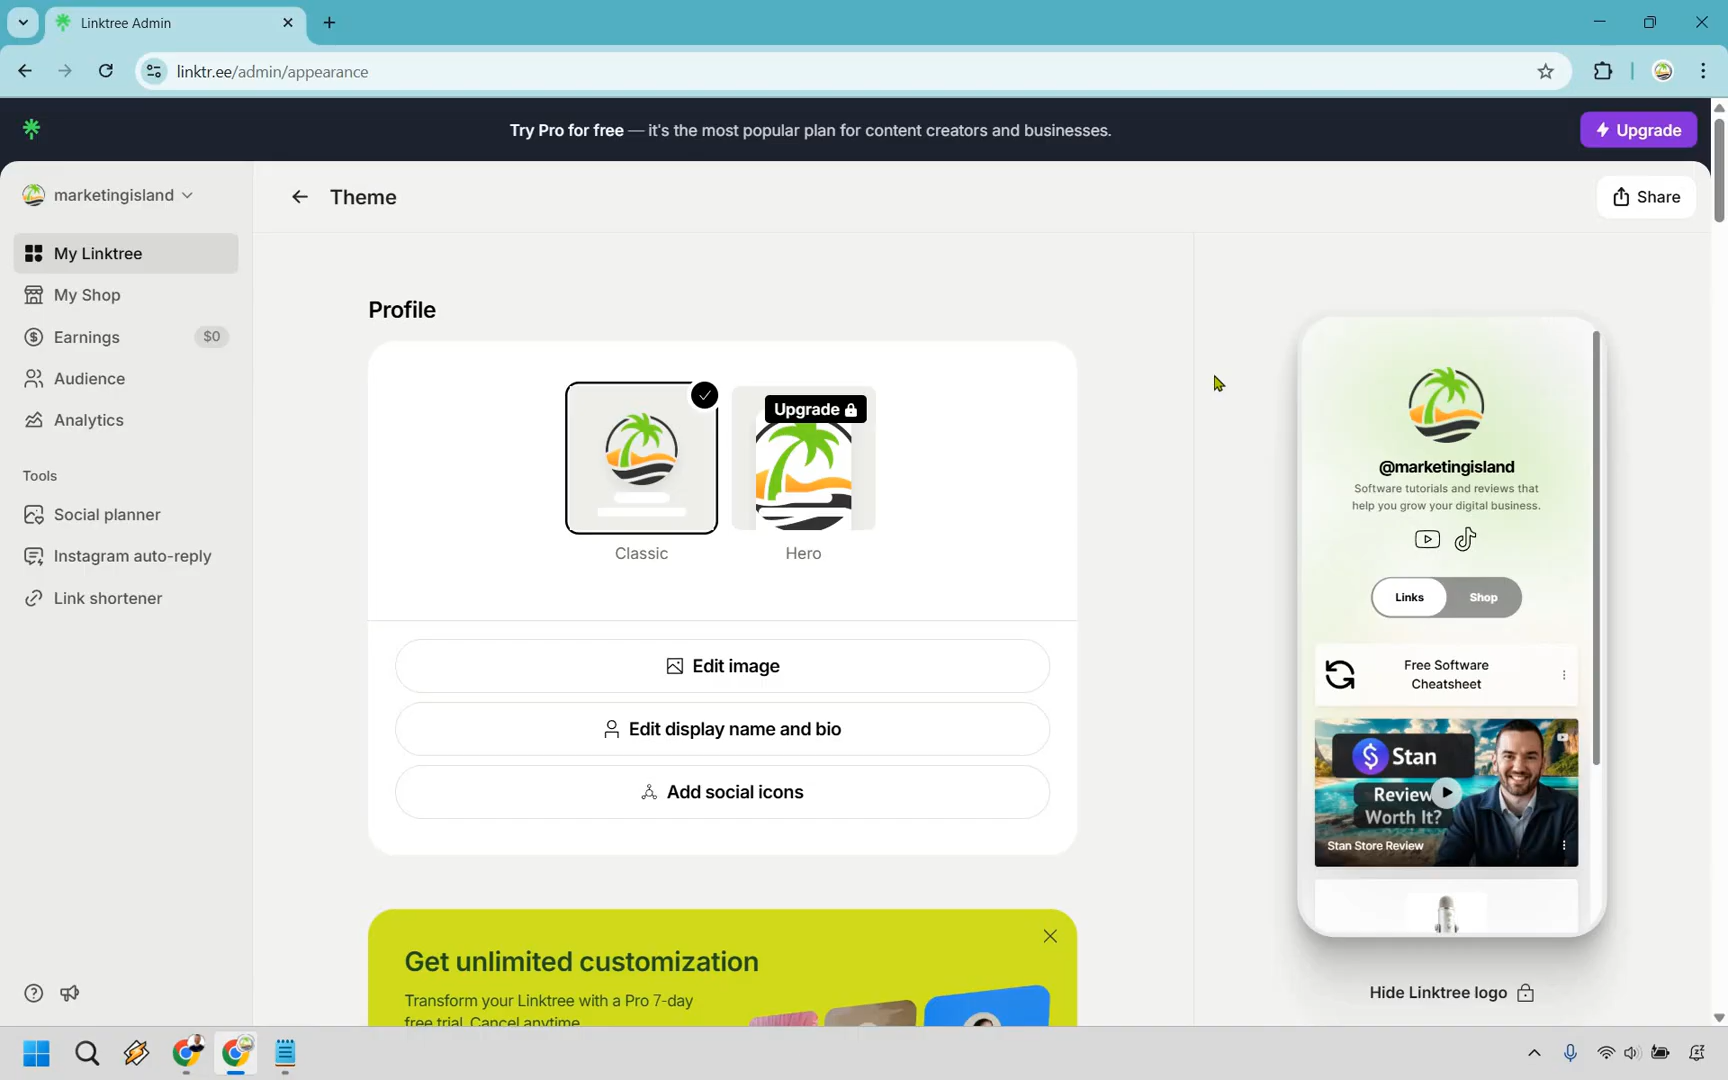 Linktree Admin
linktr.ee/admin/appearance
Try Pro for free — it's the most popular plan for content creators and businesses.
Upgrade
marketingisland
Theme
Share
My Linktree
My Shop
Earnings
$0
Audience
Analytics
Tools
Social planner
Instagram auto-reply
Link shortener
Profile
Upgrade
Classic
Hero
Edit image
Edit display name and bio
Add social icons
Get unlimited customization
Transform your Linktree with a Pro 7-day
free trial. Cancel anytime.
@marketingisland
Software tutorials and reviews that
help you grow your digital business.
Links
Shop
Free Software
Cheatsheet
Stan
Review
Worth It?
Stan Store Review
Hide Linktree logo